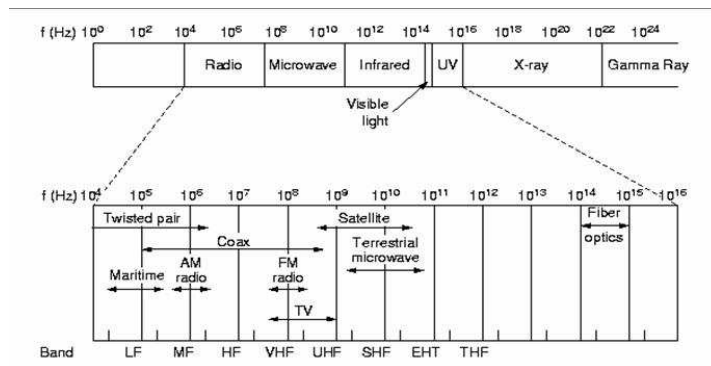 f (Hz) 10⁰ 10² 10⁴ 10⁶ 10⁸ 10¹⁰ 10¹² 10¹⁴ 10¹⁶ 10¹⁸ 10²⁰ 10²² 10²⁴
Radio Microwave Infrared UV X-ray Gamma Ray
Visible
light
f (Hz) 10⁴ 10⁵ 10⁶ 10⁷ 10⁸ 10⁹ 10¹⁰ 10¹¹ 10¹² 10¹³ 10¹⁴ 10¹⁵ 10¹⁶
Twisted pair Satellite Fiber
optics
Coax Terrestrial
microwave
AM
radio
FM
radio
Maritime
TV
Band LF MF HF VHF UHF SHF EHT THF